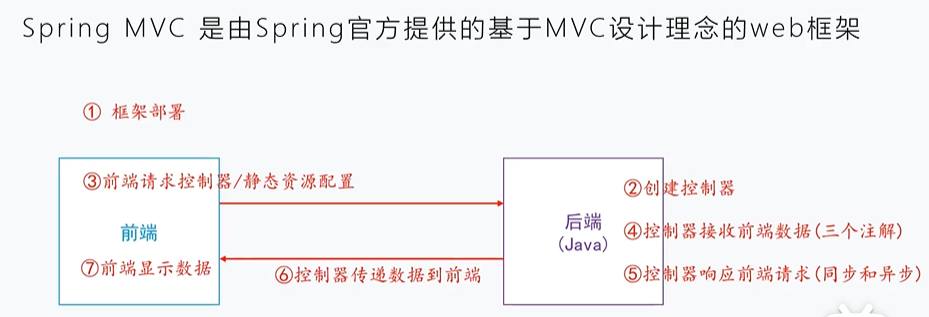 Spring MVC 是由Spring官方提供的基于MVC设计理念的web框架
① 框架部署
③前端请求控制器/静态资源配置
②创建控制器
前端
后端
(Java)
④控制器接收前端数据(三个注解)
⑦前端显示数据
⑥控制器传递数据到前端
⑤控制器响应前端请求(同步和异步)